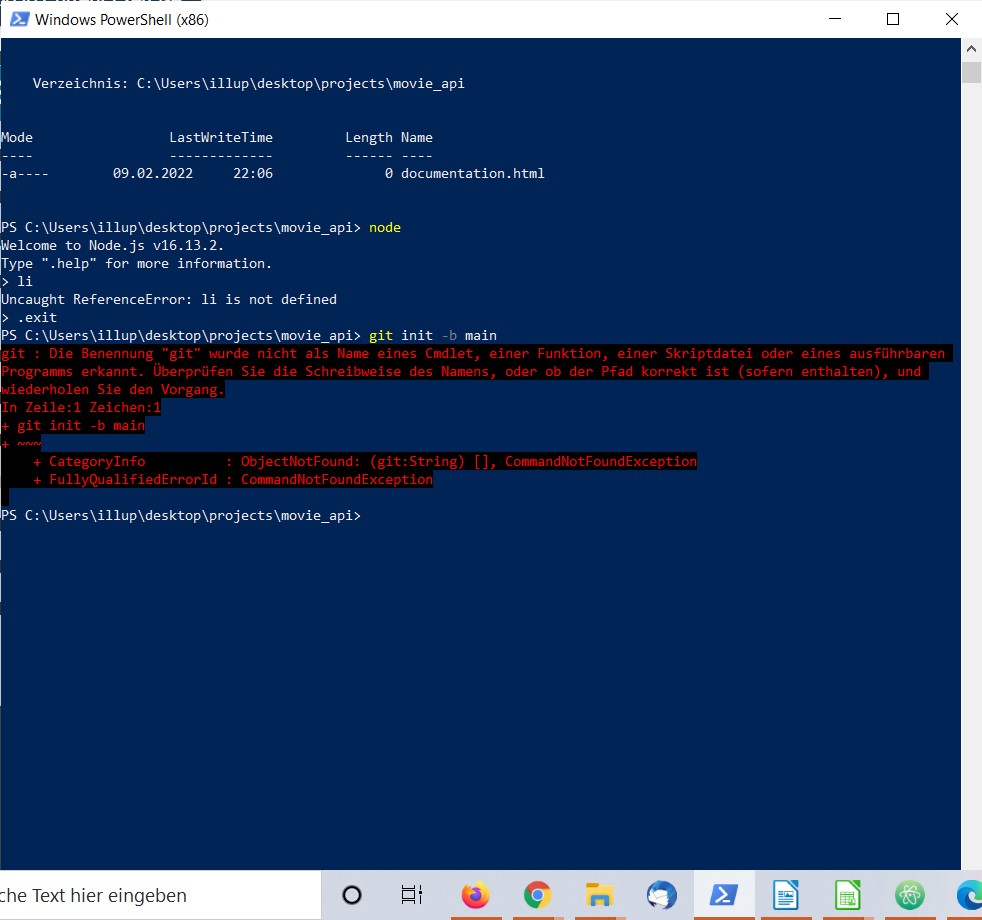 Windows PowerShell (x86)
Verzeichnis: C:\Users\illup\desktop\projects\movie_api
Mode LastWriteTime Length Name
---- ------------- ------ ----
-a---- 09.02.2022 22:06 0 documentation.html
PS C:\Users\illup\desktop\projects\movie_api> node
Welcome to Node.js v16.13.2.
Type ".help" for more information.
> li
Uncaught ReferenceError: li is not defined
> .exit
PS C:\Users\illup\desktop\projects\movie_api> git init -b main
git : Die Benennung "git" wurde nicht als Name eines Cmdlet, einer Funktion, einer Skriptdatei oder eines ausführbaren
Programms erkannt. Überprüfen Sie die Schreibweise des Namens, oder ob der Pfad korrekt ist (sofern enthalten), und
wiederholen Sie den Vorgang.
In Zeile:1 Zeichen:1
+ git init -b main
+ ~~~
+ CategoryInfo : ObjectNotFound: (git:String) [], CommandNotFoundException
+ FullyQualifiedErrorId : CommandNotFoundException
PS C:\Users\illup\desktop\projects\movie_api>
che Text hier eingeben